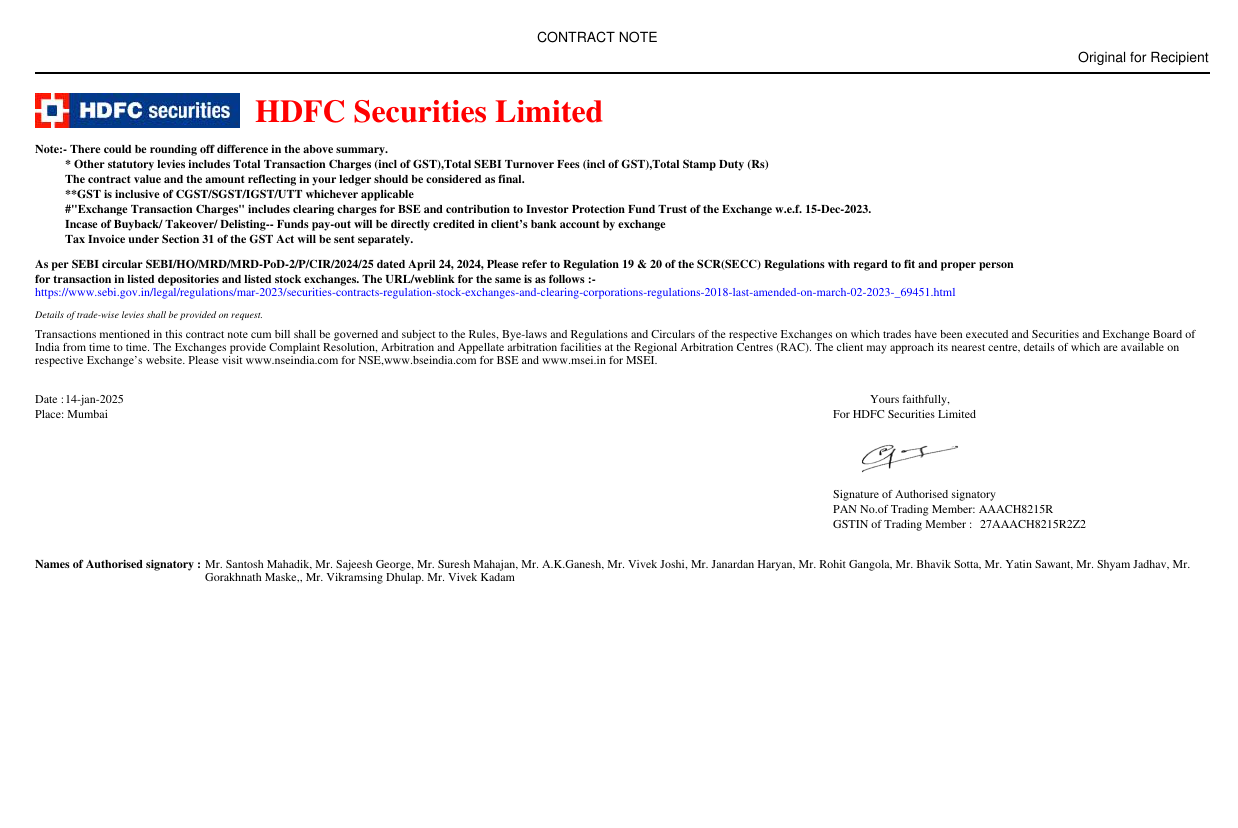 CONTRACT NOTE
Original for Recipient
HDFC securities HDFC Securities Limited
Note:- There could be rounding off difference in the above summary.
* Other statutory levies includes Total Transaction Charges (incl of GST),Total SEBI Turnover Fees (incl of GST),Total Stamp Duty (Rs)
The contract value and the amount reflecting in your ledger should be considered as final.
**GST is inclusive of CGST/SGST/IGST/UTT whichever applicable
#"Exchange Transaction Charges" includes clearing charges for BSE and contribution to Investor Protection Fund Trust of the Exchange w.e.f. 15-Dec-2023.
Incase of Buyback/ Takeover/ Delisting-- Funds pay-out will be directly credited in client's bank account by exchange
Tax Invoice under Section 31 of the GST Act will be sent separately.
As per SEBI circular SEBI/HO/MRD/MRD-PoD-2/P/CIR/2024/25 dated April 24, 2024, Please refer to Regulation 19 & 20 of the SCR(SECC) Regulations with regard to fit and proper person
for transaction in listed depositories and listed stock exchanges. The URL/weblink for the same is as follows :-
https://www.sebi.gov.in/legal/regulations/mar-2023/securities-contracts-regulation-stock-exchanges-and-clearing-corporations-regulations-2018-last-amended-on-march-02-2023-_69451.html
Details of trade-wise levies shall be provided on request.
Transactions mentioned in this contract note cum bill shall be governed and subject to the Rules, Bye-laws and Regulations and Circulars of the respective Exchanges on which trades have been executed and Securities and Exchange Board of
India from time to time. The Exchanges provide Complaint Resolution, Arbitration and Appellate arbitration facilities at the Regional Arbitration Centres (RAC). The client may approach its nearest centre, details of which are available on
respective Exchange's website. Please visit www.nseindia.com for NSE,www.bseindia.com for BSE and www.msei.in for MSEI.
Date :14-jan-2025
Place: Mumbai
Yours faithfully,
For HDFC Securities Limited
Signature of Authorised signatory
PAN No.of Trading Member: AAACH8215R
GSTIN of Trading Member : 27AAACH8215R2Z2
Names of Authorised signatory : Mr. Santosh Mahadik, Mr. Sajeesh George, Mr. Suresh Mahajan, Mr. A.K.Ganesh, Mr. Vivek Joshi, Mr. Janardan Haryan, Mr. Rohit Gangola, Mr. Bhavik Sotta, Mr. Yatin Sawant, Mr. Shyam Jadhav, Mr.
Gorakhnath Maske,, Mr. Vikramsing Dhulap. Mr. Vivek Kadam